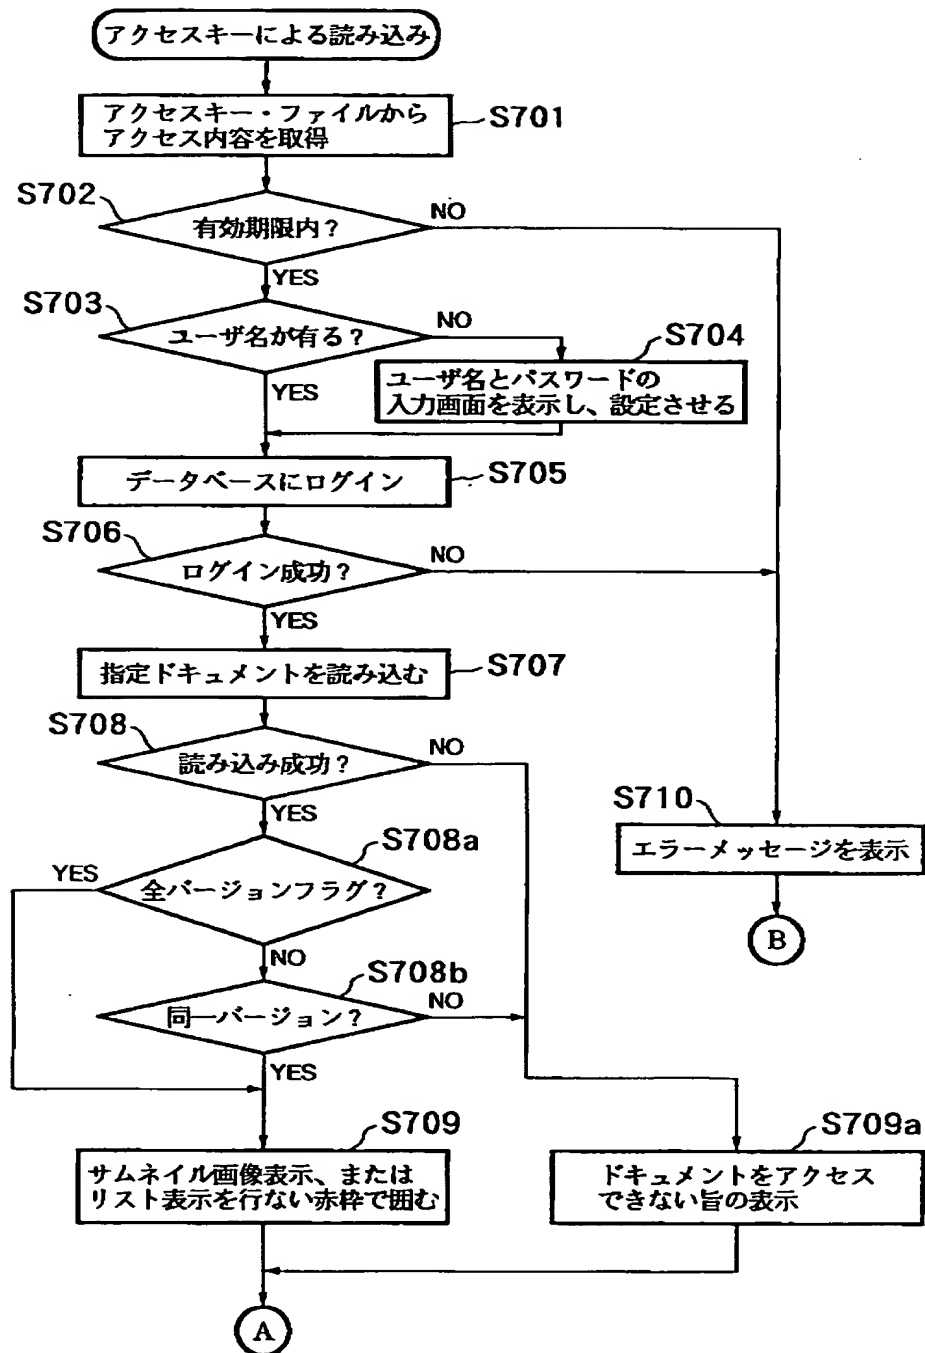 アクセスキーによる読み込み
アクセスキー・ファイルから
アクセス内容を取得
S701
S702
有効期限内?
NO
YES
S703
ユーザ名が有る?
NO
YES
S704
ユーザ名とパスワードの
入力画面を表示し、設定させる
データベースにログイン
S705
S706
ログイン成功?
NO
YES
指定ドキュメントを読み込む
S707
S708
読み込み成功?
NO
YES
S710
エラーメッセージを表示
B
S708a
YES
全バージョンフラグ?
NO
S708b
同一バージョン?
NO
YES
S709
サムネイル画像表示、または
リスト表示を行ない赤枠で囲む
S709a
ドキュメントをアクセス
できない旨の表示
A